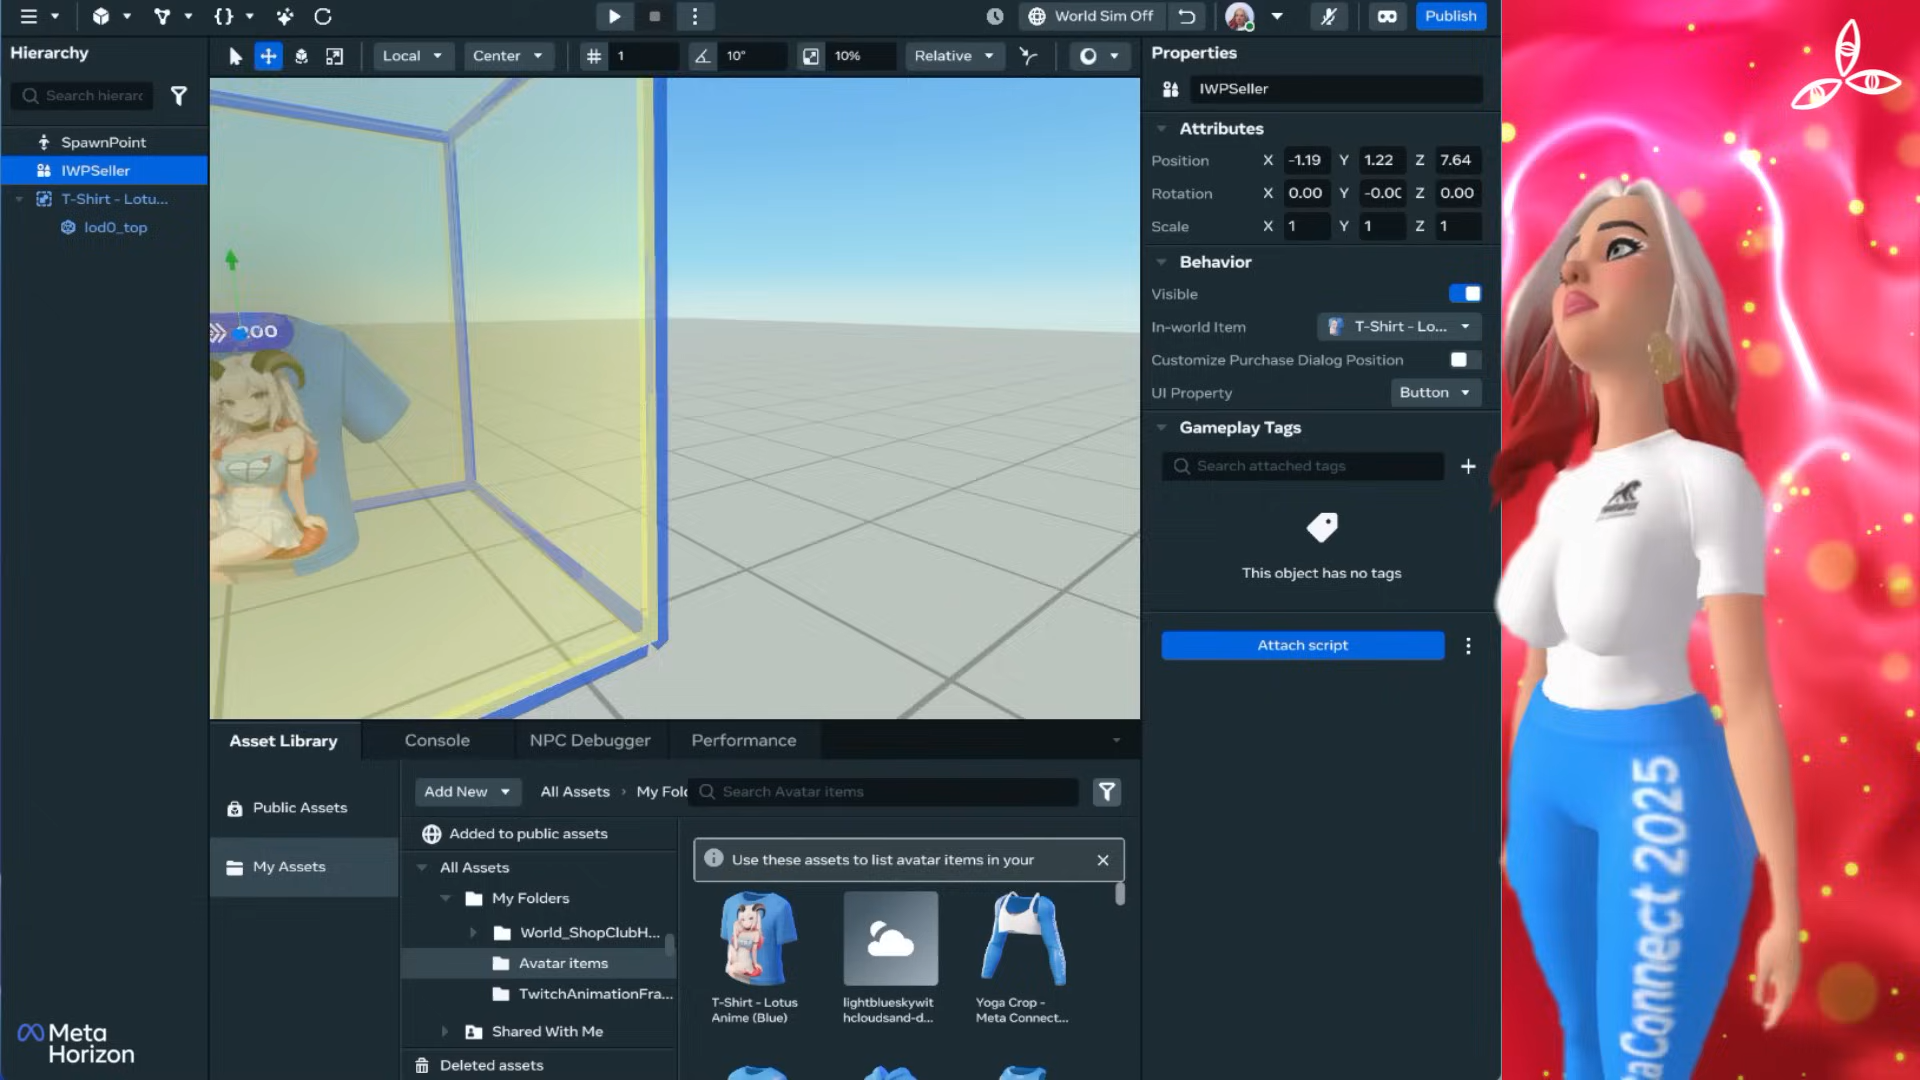 World Sim Off
Publish
Hierarchy
Local
Center
1
10°
10%
Relative
Properties
Search hierarc
IWPSeller
SpawnPoint
IWPSeller
T-Shirt - Lotu...
lod0_top
Attributes
Position X -1.19 Y 1.22 Z 7.64
Rotation X 0.00 Y -0.00 Z 0.00
Scale X 1 Y 1 Z 1
Behavior
Visible
In-world Item T-Shirt - Lo...
Customize Purchase Dialog Position
UI Property Button
Gameplay Tags
Search attached tags
This object has no tags
Attach script
Asset Library
Console
NPC Debugger
Performance
Public Assets
My Assets
Add New
All Assets › My Fol
Search Avatar items
Added to public assets
All Assets
My Folders
World_ShopClubH...
Avatar items
TwitchAnimationFra...
Shared With Me
Deleted assets
Use these assets to list avatar items in your
T-Shirt - Lotus
Anime (Blue)
lightblueskywit
hcloudsand-d...
Yoga Crop -
Meta Connect...
Meta
Horizon
taConnect 2025